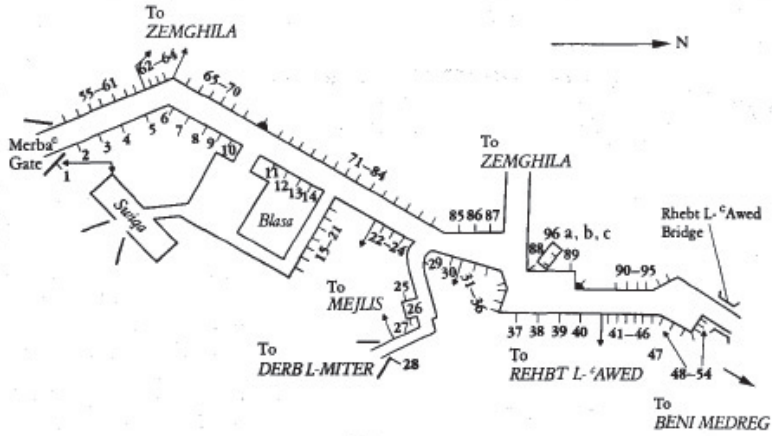 To
ZEMGHILA
N
62–64
55–61
65–70
Merbaᶜ
Gate
1
2
3
4
5
6
7
8
9
10
Swiqa
11
12
13
14
Blasa
15–21
71–84
22–24
To
ZEMGHILA
85 86 87
96 a, b, c
88
89
Rhebt L-ᶜAwed
Bridge
90–95
29
30
31–36
25
26
27
28
To
MEJLIS
To
DERB L-MITER
37
38
39
40
41–46
47
48–54
To
REHBT L-ᶜAWED
To
BENI MEDREG